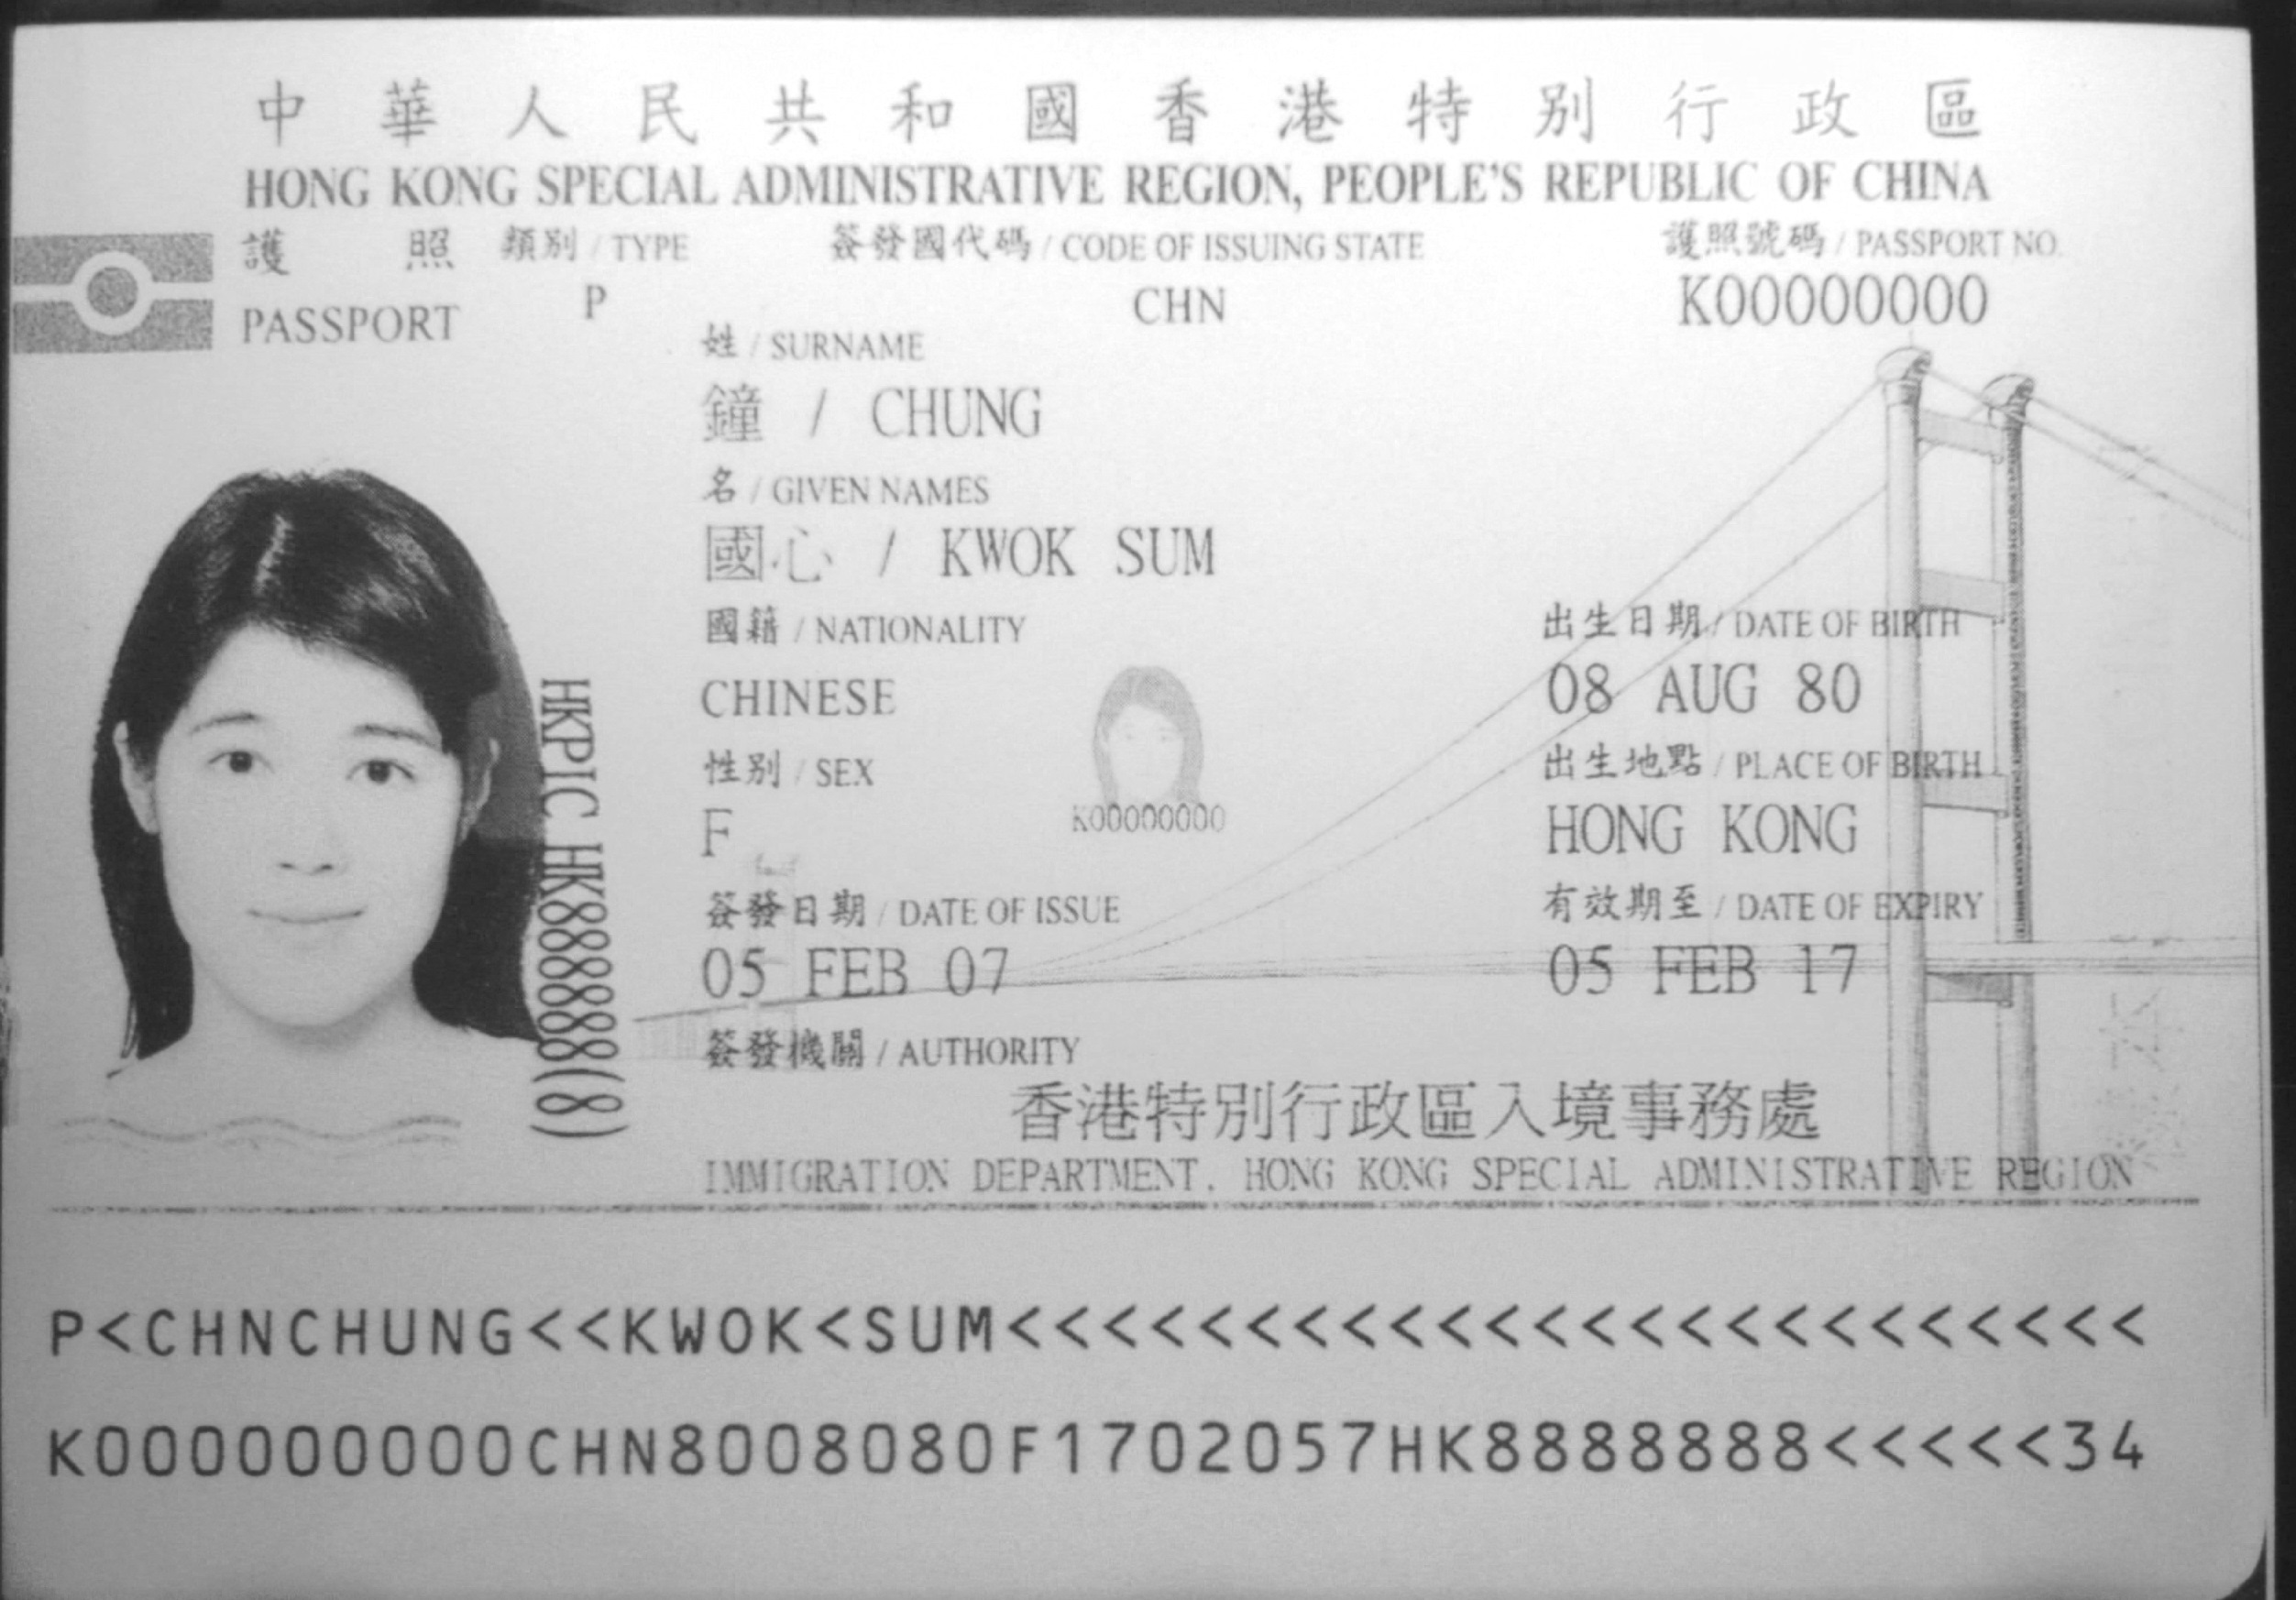 中華人民共和國香港特別行政區
HONG KONG SPECIAL ADMINISTRATIVE REGION, PEOPLE'S REPUBLIC OF CHINA
護照 類別 / TYPE 簽發國代碼 / CODE OF ISSUING STATE 護照號碼 / PASSPORT NO.
PASSPORT P CHN K00000000
姓 / SURNAME
鐘 / CHUNG
名 / GIVEN NAMES
國心 / KWOK SUM
國籍 / NATIONALITY 出生日期 / DATE OF BIRTH
CHINESE 08 AUG 80
性別 / SEX 出生地點 / PLACE OF BIRTH
F K00000000 HONG KONG
簽發日期 / DATE OF ISSUE 有效期至 / DATE OF EXPIRY
05 FEB 07 05 FEB 17
簽發機關 / AUTHORITY
香港特別行政區入境事務處
IMMIGRATION DEPARTMENT, HONG KONG SPECIAL ADMINISTRATIVE REGION
HKPIC HK8888888(8)
P<CHNCHUNG<<KWOK<SUM<<<<<<<<<<<<<<<<<<<<<<<<
K000000000CHN8008080F1702057HK8888888<<<<<34